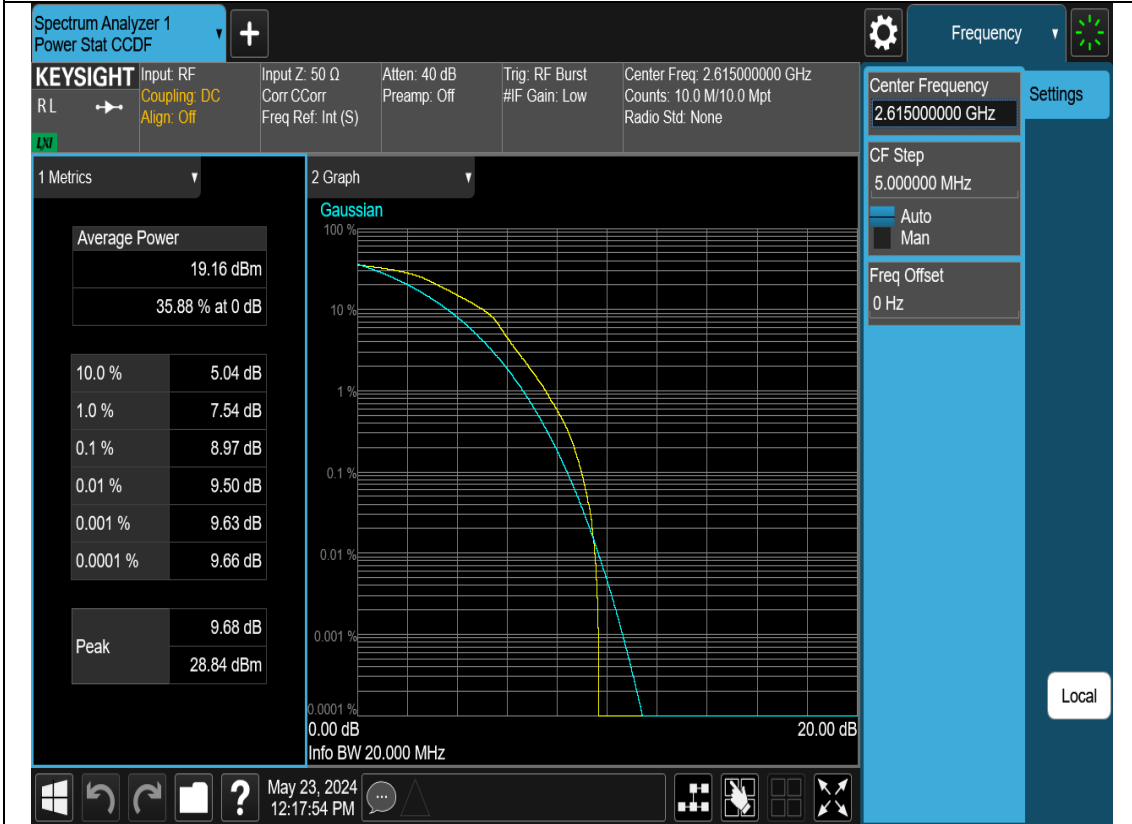 Spectrum Analyzer 1
Power Stat CCDF
Frequency
KEYSIGHT
RL
LXI
Input: RF
Coupling: DC
Align: Off
Input Z: 50 Ω
Corr CCorr
Freq Ref: Int (S)
Atten: 40 dB
Preamp: Off
Trig: RF Burst
#IF Gain: Low
Center Freq: 2.615000000 GHz
Counts: 10.0 M/10.0 Mpt
Radio Std: None
Center Frequency
2.615000000 GHz
Settings
CF Step
5.000000 MHz
Auto
Man
Freq Offset
0 Hz
Local
1 Metrics
Average Power
19.16 dBm
35.88 % at 0 dB
10.0 % 5.04 dB
1.0 % 7.54 dB
0.1 % 8.97 dB
0.01 % 9.50 dB
0.001 % 9.63 dB
0.0001 % 9.66 dB
Peak
9.68 dB
28.84 dBm
2 Graph
Gaussian
100 %
10 %
1 %
0.1 %
0.01 %
0.001 %
0.0001 %
0.00 dB 20.00 dB
Info BW 20.000 MHz
?
May 23, 2024
12:17:54 PM